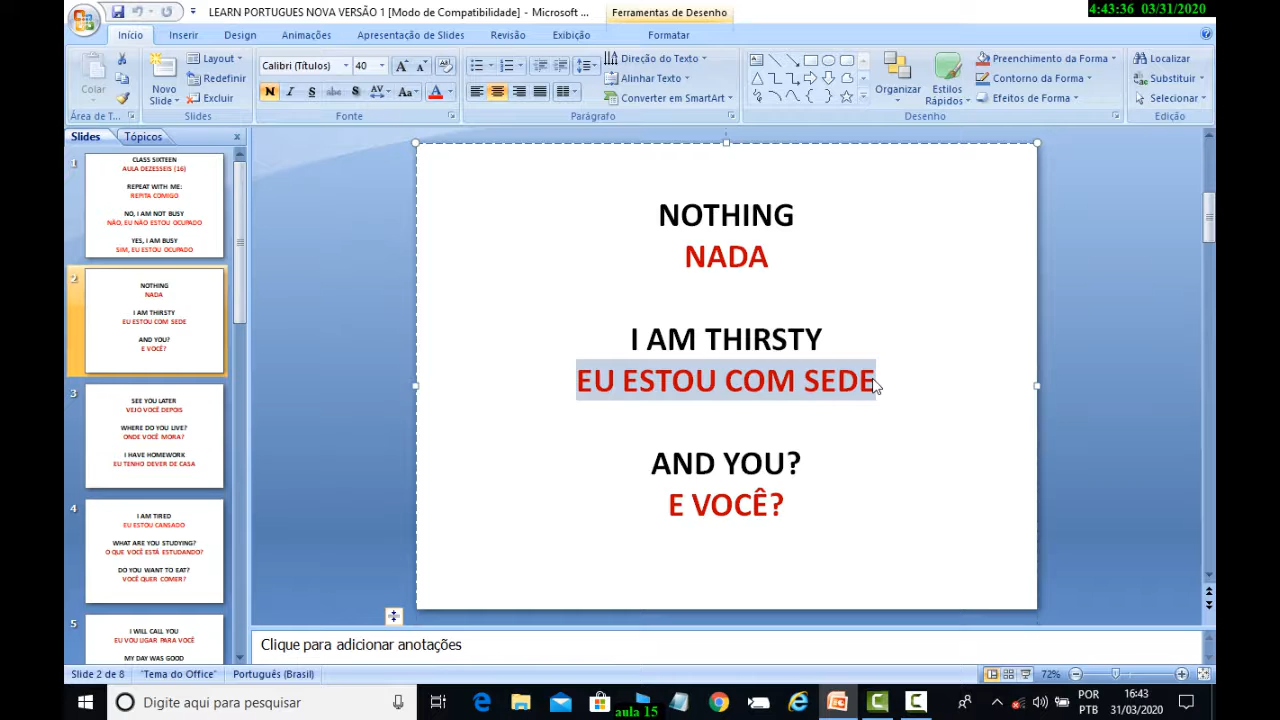 LEARN PORTUGUES NOVA VERSÃO 1 [Modo de Compatibilidade] - Microsoft ...
Ferramentas de Desenho
4:43:36 03/31/2020
Início Inserir Design Animações Apresentação de Slides Revisão Exibição Formatar
Colar
Novo Slide
Layout
Redefinir
Excluir
Calibri (Títulos) 40
N I S abc S AV Aa A
Direção do Texto
Alinhar Texto
Converter em SmartArt
Organizar
Estilos Rápidos
Preenchimento da Forma
Contorno da Forma
Efeitos de Forma
Localizar
Substituir
Selecionar
Área de T... Slides Fonte Parágrafo Desenho Edição
Slides Tópicos
1
CLASS SIXTEEN
AULA DEZESSEIS (16)
REPEAT WITH ME:
REPITA COMIGO
NO, I AM NOT BUSY
NÃO, EU NÃO ESTOU OCUPADO
YES, I AM BUSY
SIM, EU ESTOU OCUPADO
2
NOTHING
NADA
I AM THIRSTY
EU ESTOU COM SEDE
AND YOU?
E VOCÊ?
3
SEE YOU LATER
VEJO VOCÊ DEPOIS
WHERE DO YOU LIVE?
ONDE VOCÊ MORA?
I HAVE HOMEWORK
EU TENHO DEVER DE CASA
4
I AM TIRED
EU ESTOU CANSADO
WHAT ARE YOU STUDYING?
O QUE VOCÊ ESTÁ ESTUDANDO?
DO YOU WANT TO EAT?
VOCÊ QUER COMER?
5
I WILL CALL YOU
EU VOU LIGAR PARA VOCÊ
MY DAY WAS GOOD
NOTHING
NADA
I AM THIRSTY
EU ESTOU COM SEDE
AND YOU?
E VOCÊ?
Clique para adicionar anotações
Slide 2 de 8 "Tema do Office" Português (Brasil) 72%
Digite aqui para pesquisar
aula 15
POR
PTB
16:43
31/03/2020